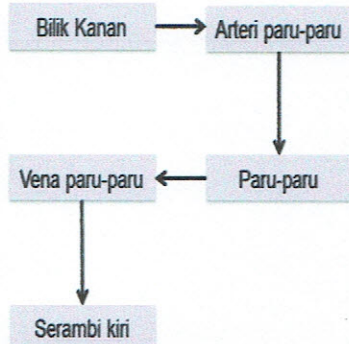 Bilik Kanan
Arteri paru-paru
Paru-paru
Vena paru-paru
Serambi kiri